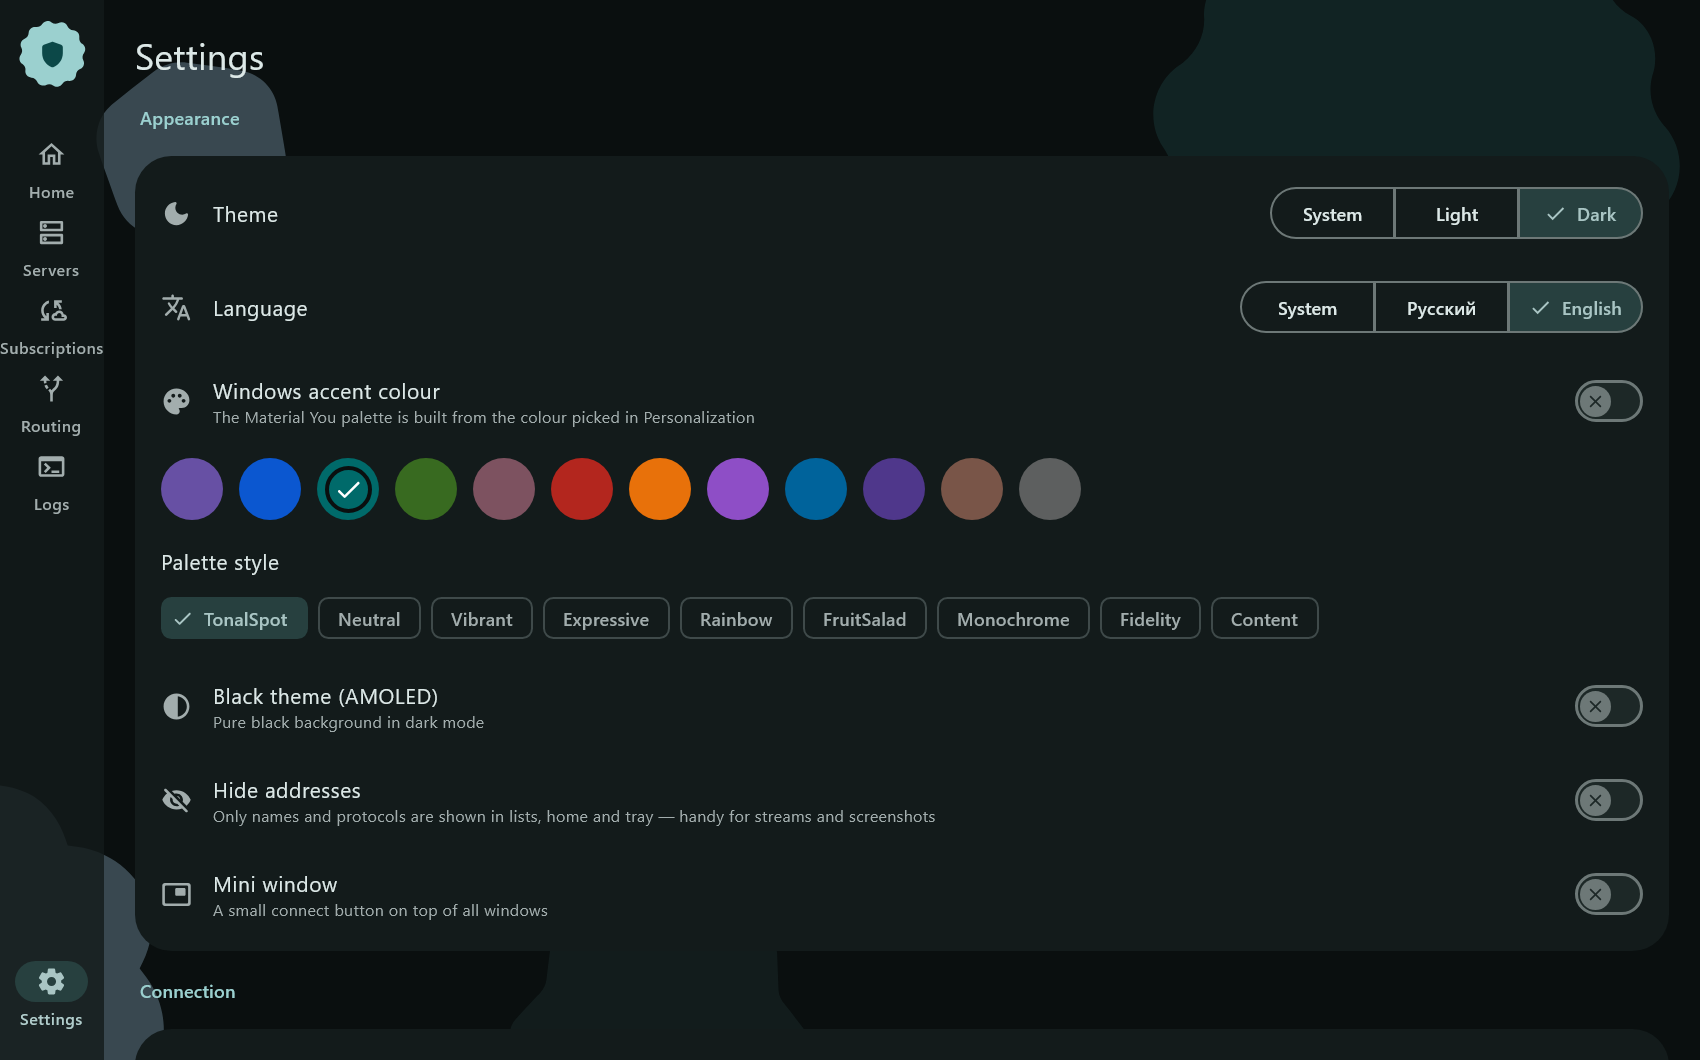 Settings
Appearance
Home
Servers
Subscriptions
Routing
Logs
Settings
Theme
System
Light
Dark
Language
System
Русский
English
Windows accent colour
The Material You palette is built from the colour picked in Personalization
Palette style
TonalSpot
Neutral
Vibrant
Expressive
Rainbow
FruitSalad
Monochrome
Fidelity
Content
Black theme (AMOLED)
Pure black background in dark mode
Hide addresses
Only names and protocols are shown in lists, home and tray — handy for streams and screenshots
Mini window
A small connect button on top of all windows
Connection